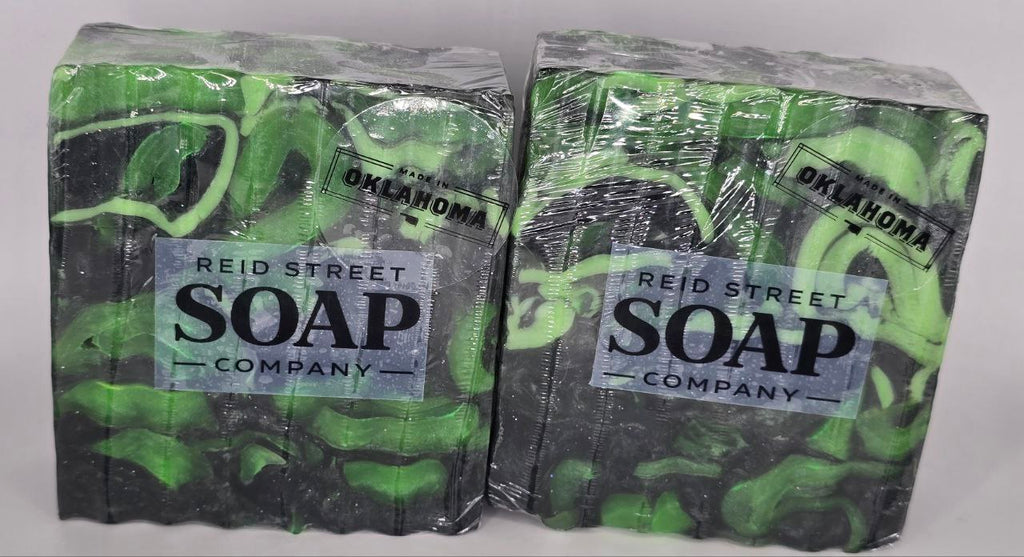 MADE IN
OKLAHOMA
REID STREET
SOAP
COMPANY
MADE IN
OKLAHOMA
REID STREET
SOAP
COMPANY